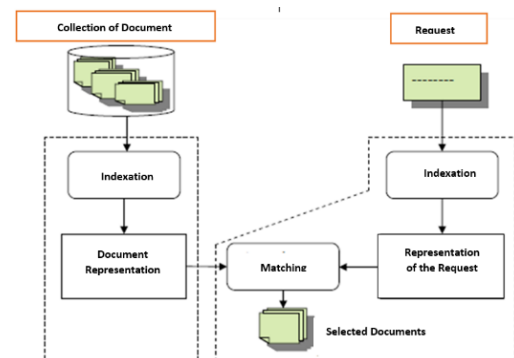 Collection of Document
Request
Indexation
Indexation
Document
Representation
Matching
Representation
of the Request
Selected Documents